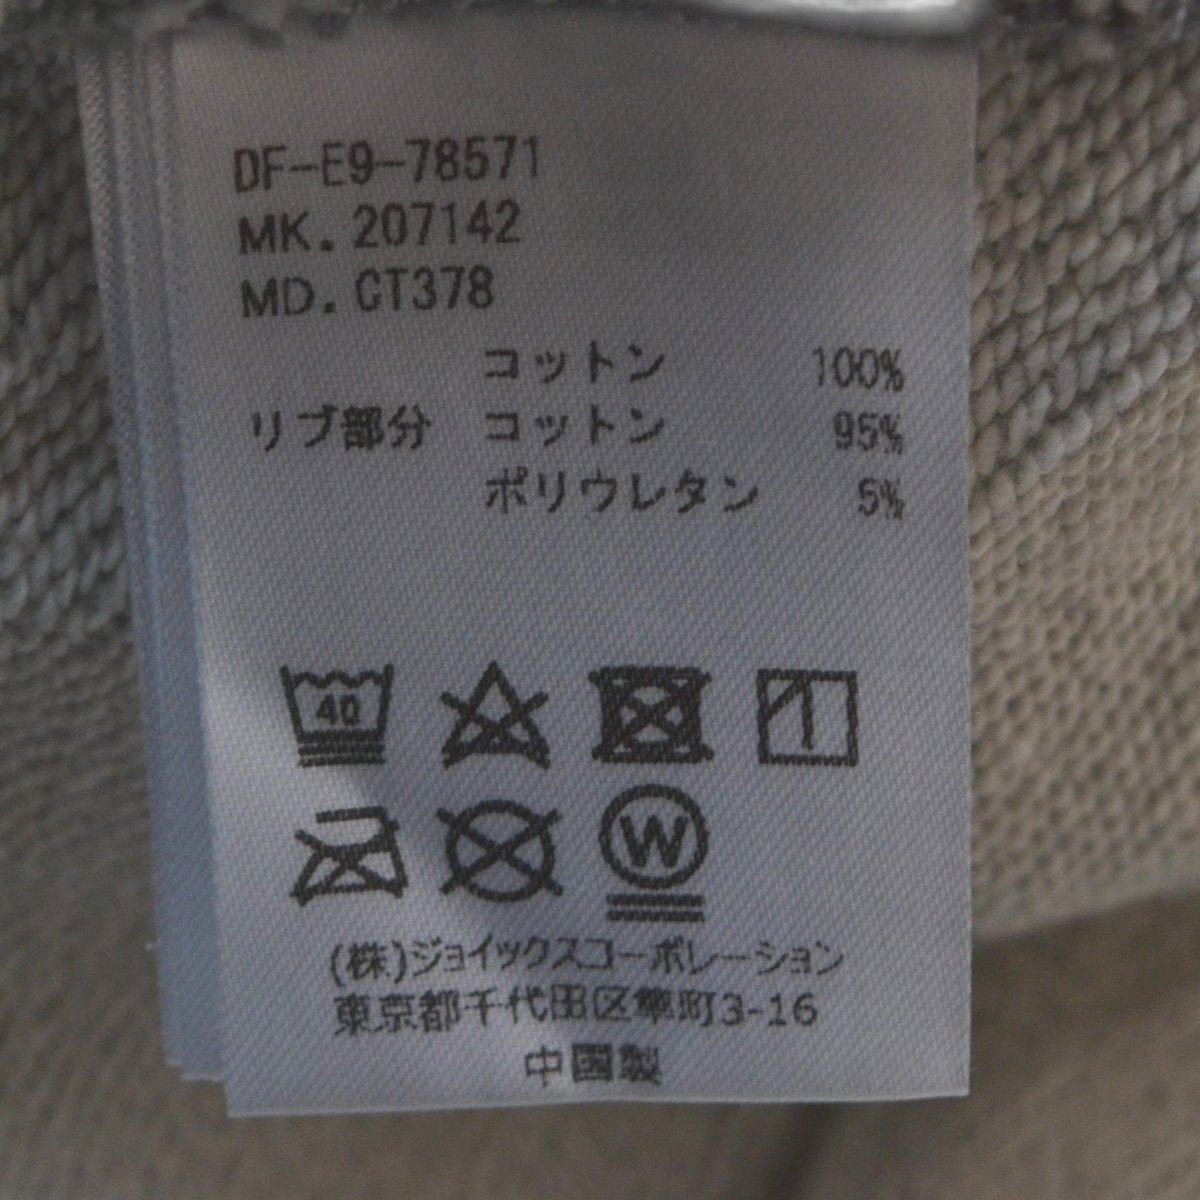 DF-E9-78571
MK. 207142
MD. CT378
コットン 100%
リブ部分 コットン 95%
ポリウレタン 5%
40
W
(株)ジョイックスコーポレーション
東京都千代田区隼町3-16
中国製